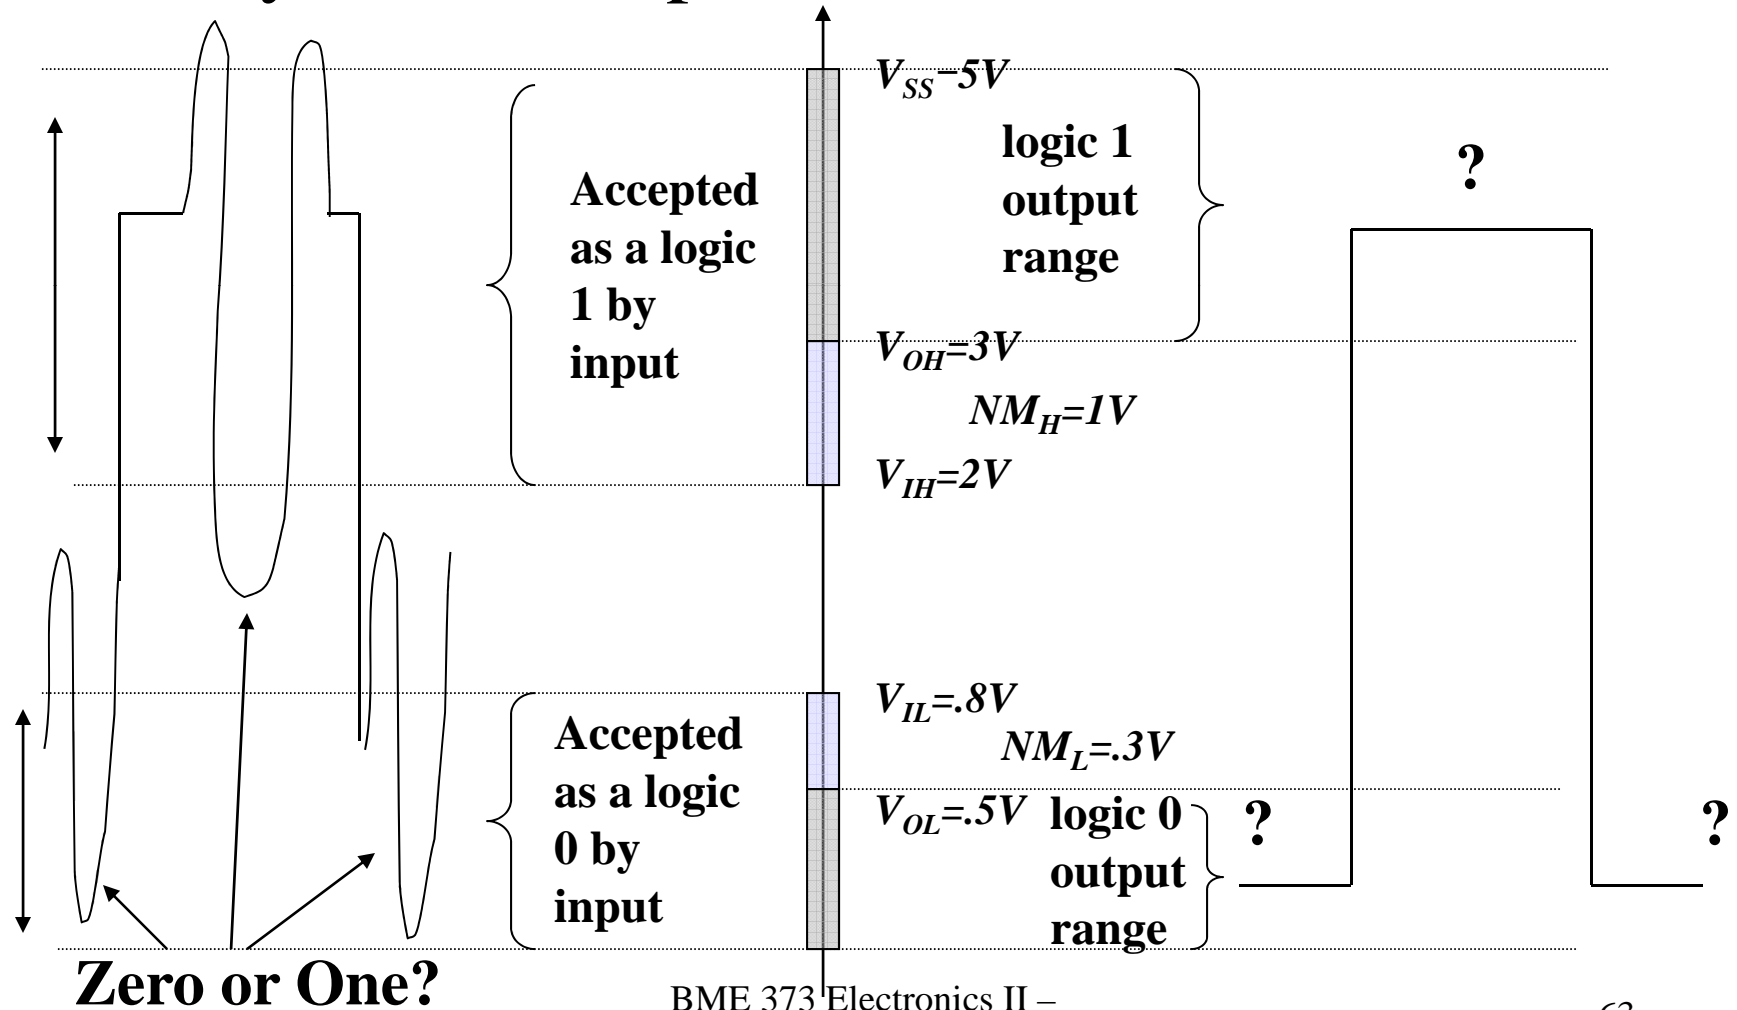 V_SS=5V
logic 1
output
range
?
Accepted
as a logic
1 by
input
V_OH=3V
NM_H=1V
V_IH=2V
V_IL=.8V
NM_L=.3V
Accepted
as a logic
0 by
input
V_OL=.5V
logic 0
output
range
?
?
Zero or One?
BME 373 Electronics II –